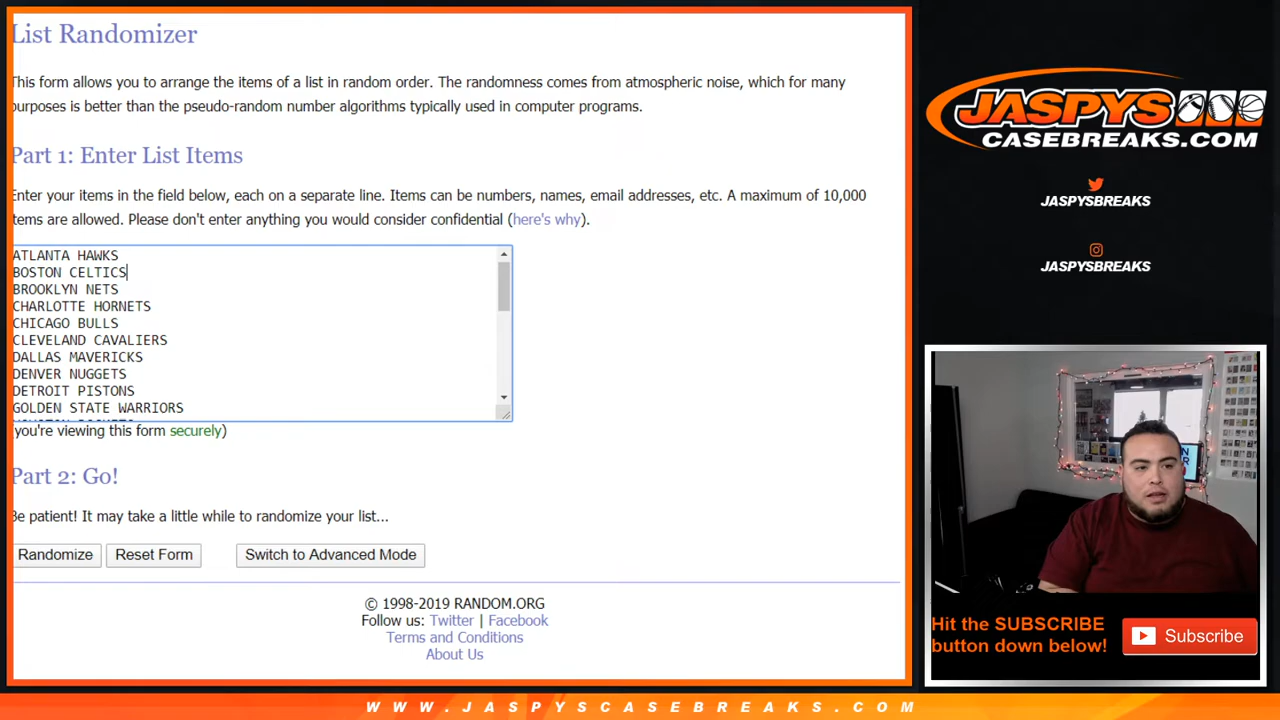 List Randomizer
This form allows you to arrange the items of a list in random order. The randomness comes from atmospheric noise, which for many
purposes is better than the pseudo-random number algorithms typically used in computer programs.
Part 1: Enter List Items
Enter your items in the field below, each on a separate line. Items can be numbers, names, email addresses, etc. A maximum of 10,000
items are allowed. Please don't enter anything you would consider confidential (here's why).
ATLANTA HAWKS
BOSTON CELTICS
BROOKLYN NETS
CHARLOTTE HORNETS
CHICAGO BULLS
CLEVELAND CAVALIERS
DALLAS MAVERICKS
DENVER NUGGETS
DETROIT PISTONS
GOLDEN STATE WARRIORS
you're viewing this form securely)
Part 2: Go!
Be patient! It may take a little while to randomize your list...
Randomize Reset Form Switch to Advanced Mode
© 1998-2019 RANDOM.ORG
Follow us: Twitter | Facebook
Terms and Conditions
About Us
JASPYS
CASEBREAKS.COM
JASPYSBREAKS
JASPYSBREAKS
Hit the SUBSCRIBE
button down below!
Subscribe
WWW.JASPYSCASEBREAKS.COM